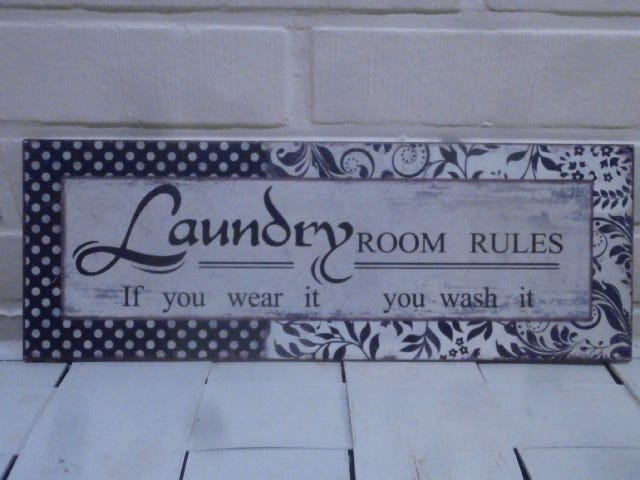 Laundry ROOM RULES
If you wear it you wash it